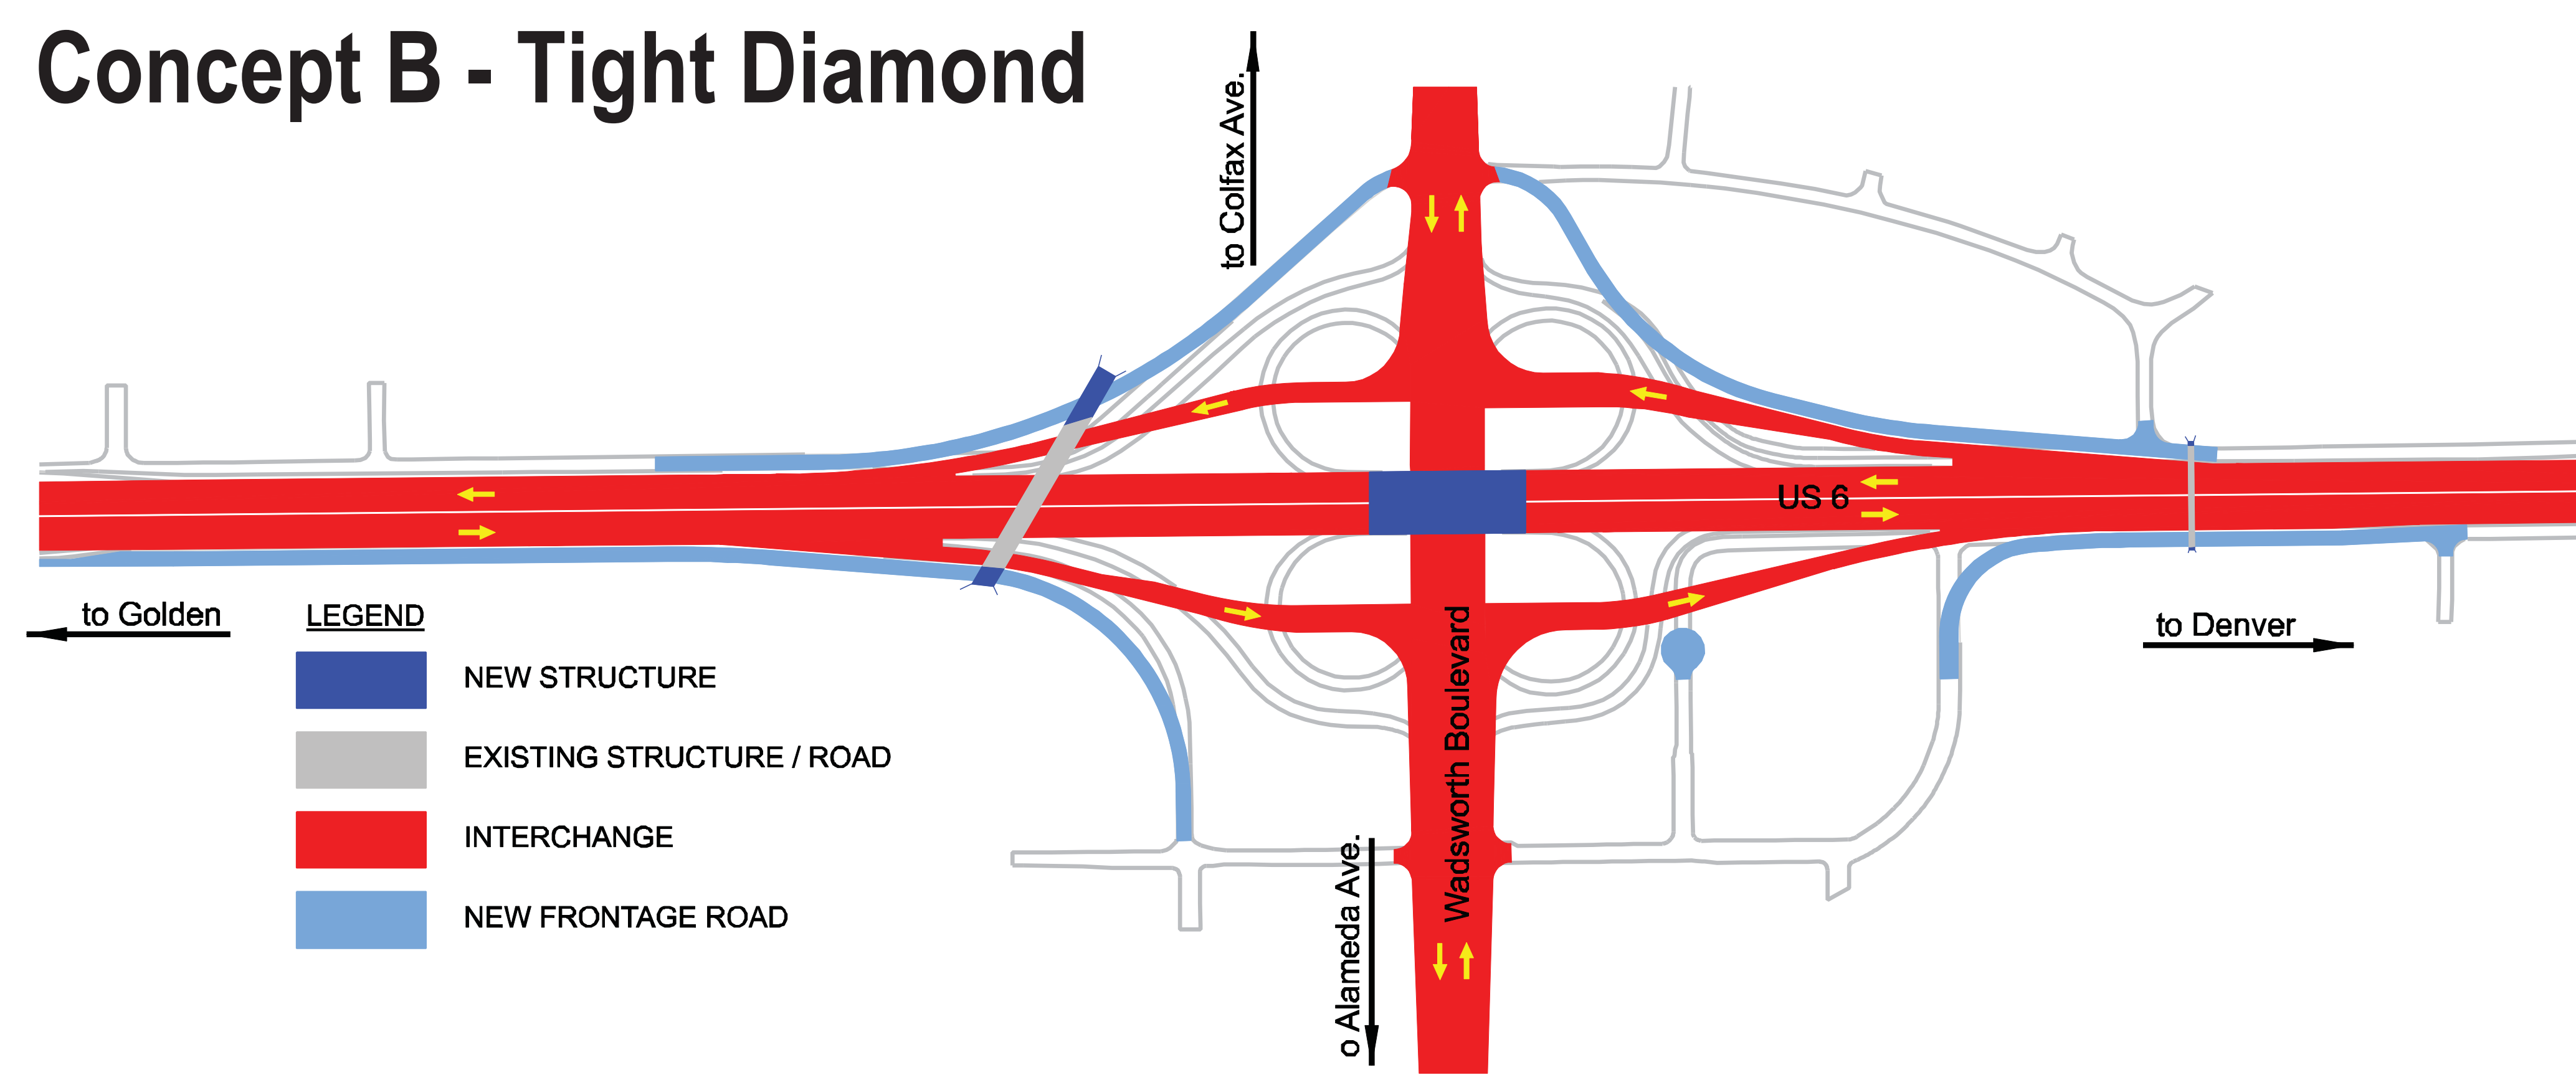 Concept B - Tight Diamond
to Colfax Ave.
US 6
to Golden
to Denver
LEGEND
NEW STRUCTURE
EXISTING STRUCTURE / ROAD
INTERCHANGE
NEW FRONTAGE ROAD
Wadsworth Boulevard
o Alameda Ave.